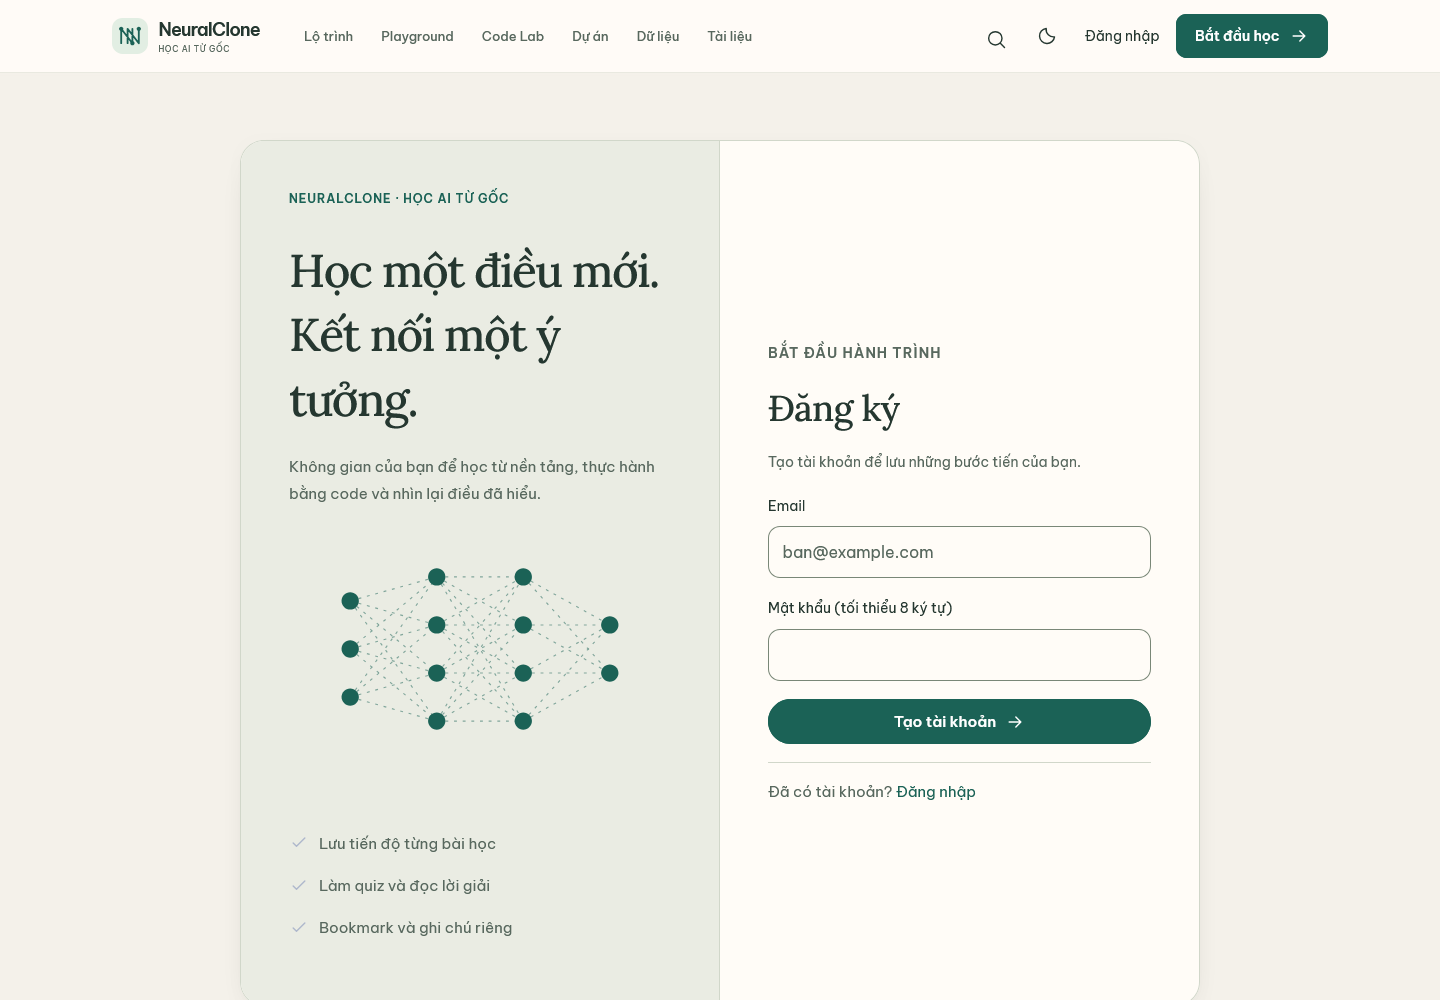 NeuralClone
HỌC AI TỪ GỐC
Lộ trình
Playground
Code Lab
Dự án
Dữ liệu
Tài liệu
Đăng nhập
Bắt đầu học
NEURALCLONE · HỌC AI TỪ GỐC
Học một điều mới.
Kết nối một ý
tưởng.
Không gian của bạn để học từ nền tảng, thực hành
bằng code và nhìn lại điều đã hiểu.
Lưu tiến độ từng bài học
Làm quiz và đọc lời giải
Bookmark và ghi chú riêng
BẮT ĐẦU HÀNH TRÌNH
Đăng ký
Tạo tài khoản để lưu những bước tiến của bạn.
Email
ban@example.com
Mật khẩu (tối thiểu 8 ký tự)
Tạo tài khoản
Đã có tài khoản? Đăng nhập